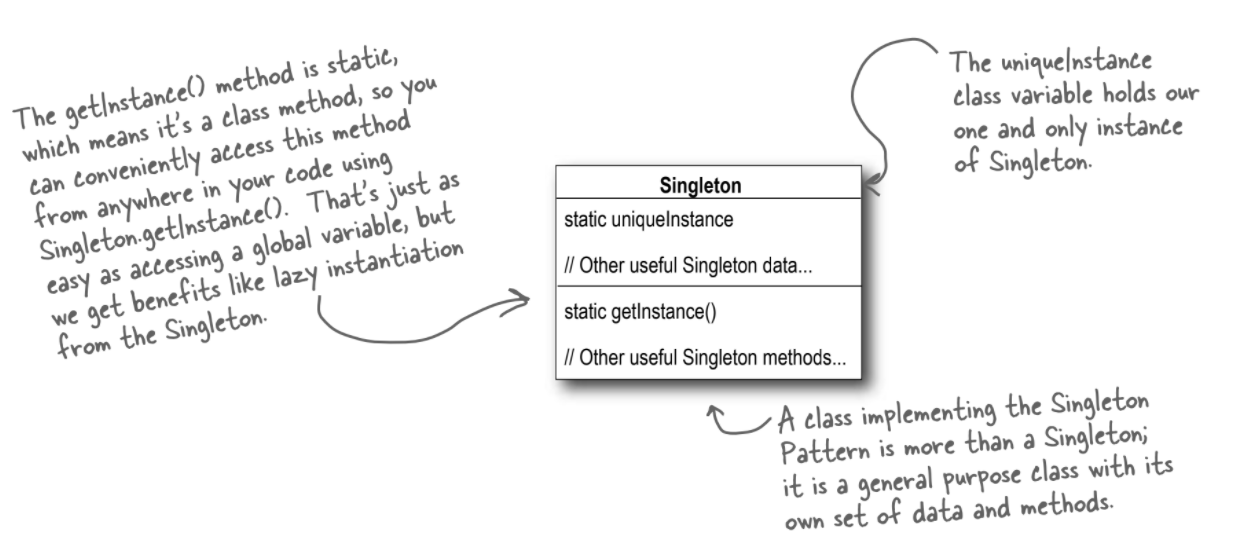 The getInstance() method is static,
which means it's a class method, so you
can conveniently access this method
from anywhere in your code using
Singleton.getInstance(). That's just as
easy as accessing a global variable, but
we get benefits like lazy instantiation
from the Singleton.
The uniqueInstance
class variable holds our
one and only instance
of Singleton.
Singleton
static uniqueInstance
// Other useful Singleton data...
static getInstance()
// Other useful Singleton methods...
A class implementing the Singleton
Pattern is more than a Singleton;
it is a general purpose class with its
own set of data and methods.